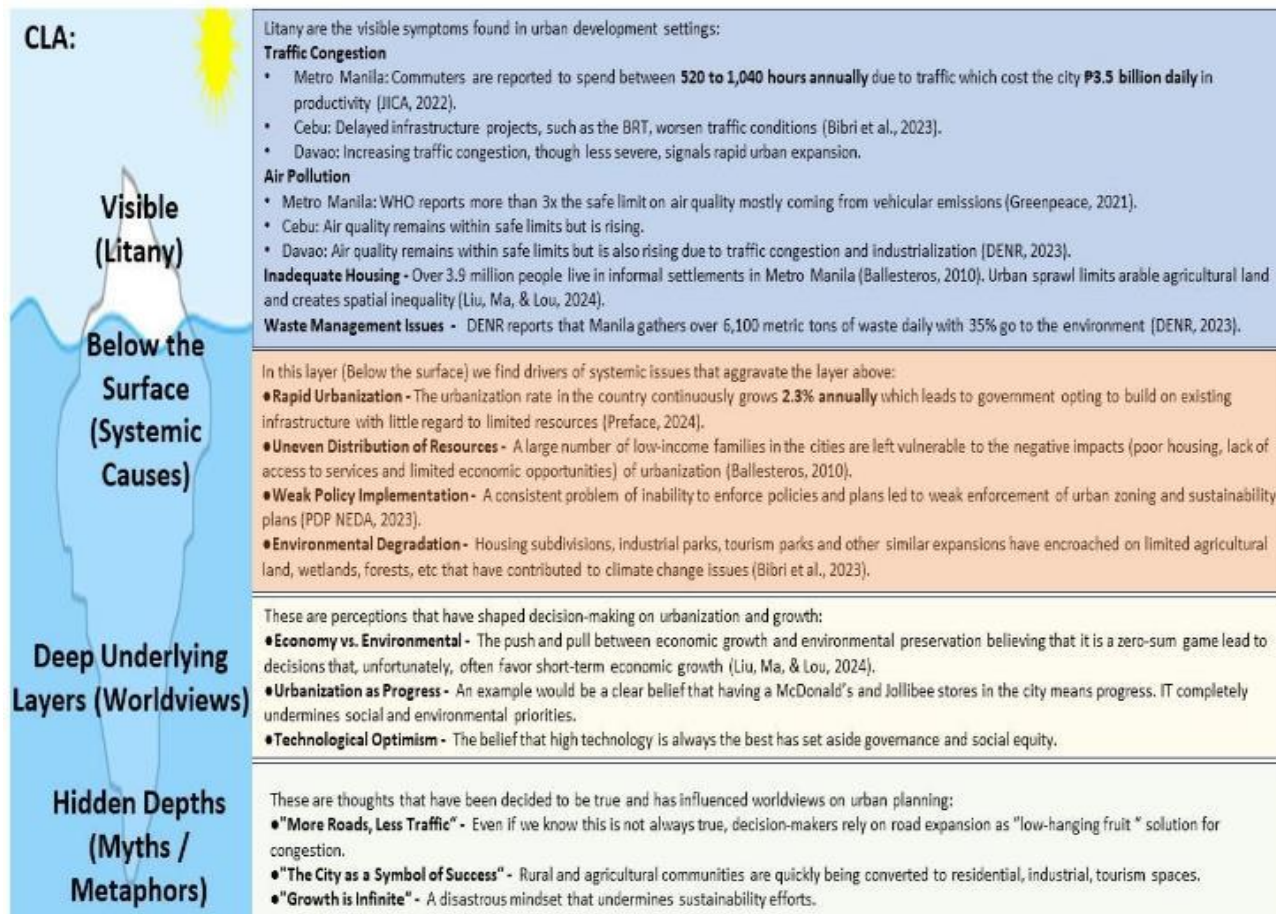 CLA:
Visible
(Litany)
Below the
Surface
(Systemic
Causes)
Deep Underlying
Layers (Worldviews)
Hidden Depths
(Myths /
Metaphors)
Litany are the visible symptoms found in urban development settings:
Traffic Congestion
• Metro Manila: Commuters are reported to spend between 520 to 1,040 hours annually due to traffic which cost the city ₱3.5 billion daily in
productivity (JICA, 2022).
• Cebu: Delayed infrastructure projects, such as the BRT, worsen traffic conditions (Bibri et al., 2023).
• Davao: Increasing traffic congestion, though less severe, signals rapid urban expansion.
Air Pollution
• Metro Manila: WHO reports more than 3x the safe limit on air quality mostly coming from vehicular emissions (Greenpeace, 2021).
• Cebu: Air quality remains within safe limits but is rising.
• Davao: Air quality remains within safe limits but is also rising due to traffic congestion and industrialization (DENR, 2023).
Inadequate Housing - Over 3.9 million people live in informal settlements in Metro Manila (Ballesteros, 2010). Urban sprawl limits arable agricultural land
and creates spatial inequality (Liu, Ma, & Lou, 2024).
Waste Management Issues - DENR reports that Manila gathers over 6,100 metric tons of waste daily with 35% go to the environment (DENR, 2023).
In this layer (Below the surface) we find drivers of systemic issues that aggravate the layer above:
●Rapid Urbanization - The urbanization rate in the country continuously grows 2.3% annually which leads to government opting to build on existing
infrastructure with little regard to limited resources (Preface, 2024).
●Uneven Distribution of Resources - A large number of low-income families in the cities are left vulnerable to the negative impacts (poor housing, lack of
access to services and limited economic opportunities) of urbanization (Ballesteros, 2010).
●Weak Policy Implementation - A consistent problem of inability to enforce policies and plans led to weak enforcement of urban zoning and sustainability
plans (PDP NEDA, 2023).
●Environmental Degradation - Housing subdivisions, industrial parks, tourism parks and other similar expansions have encroached on limited agricultural
land, wetlands, forests, etc that have contributed to climate change issues (Bibri et al., 2023).
These are perceptions that have shaped decision-making on urbanization and growth:
●Economy vs. Environmental - The push and pull between economic growth and environmental preservation believing that it is a zero-sum game lead to
decisions that, unfortunately, often favor short-term economic growth (Liu, Ma, & Lou, 2024).
●Urbanization as Progress - An example would be a clear belief that having a McDonald's and Jollibee stores in the city means progress. IT completely
undermines social and environmental priorities.
●Technological Optimism - The belief that high technology is always the best has set aside governance and social equity.
These are thoughts that have been decided to be true and has influenced worldviews on urban planning:
●"More Roads, Less Traffic" - Even if we know this is not always true, decision-makers rely on road expansion as "low-hanging fruit " solution for
congestion.
●"The City as a Symbol of Success" - Rural and agricultural communities are quickly being converted to residential, industrial, tourism spaces.
●"Growth is Infinite" - A disastrous mindset that undermines sustainability efforts.